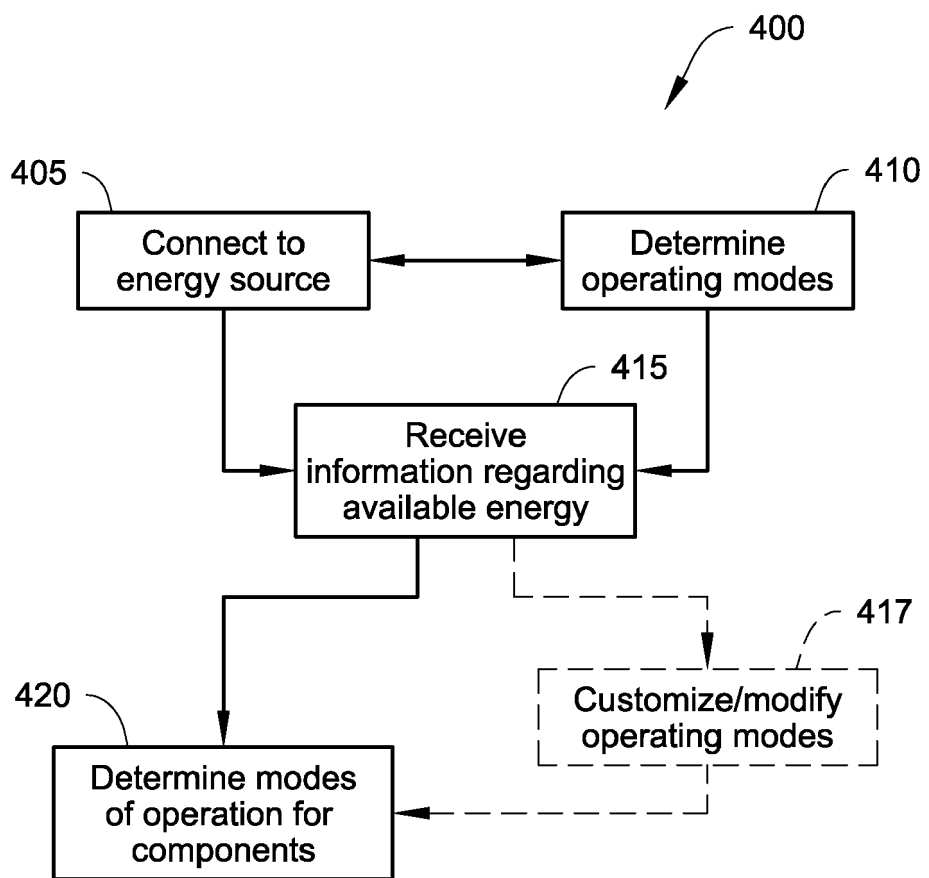 400
405
410
Connect to
energy source
Determine
operating modes
415
Receive
information regarding
available energy
417
Customize/modify
operating modes
420
Determine modes
of operation for
components